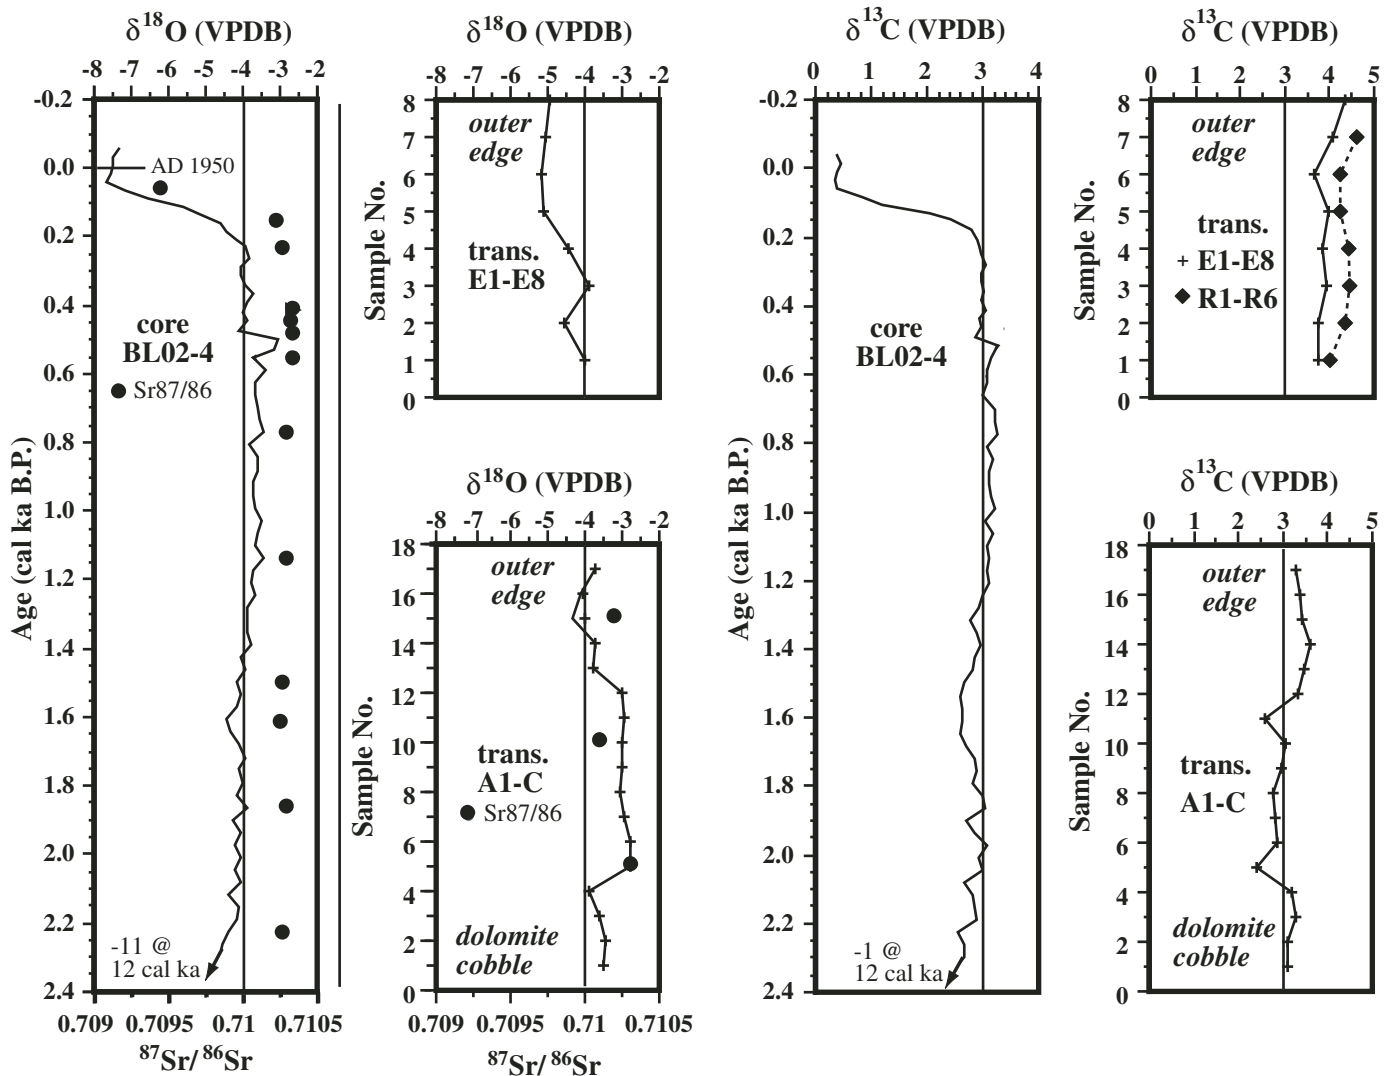 δ18O (VPDB)
-8 -7 -6 -5 -4 -3 -2
-0.2
0.0
0.2
0.4
0.6
0.8
1.0
1.2
1.4
1.6
1.8
2.0
2.2
2.4
Age (cal ka B.P.)
AD 1950
core
BL02-4
Sr87/86
-11 @
12 cal ka
0.709 0.7095 0.71 0.7105
87Sr/ 86Sr
δ18O (VPDB)
-8 -7 -6 -5 -4 -3 -2
8
7
6
5
4
3
2
1
0
Sample No.
outer
edge
trans.
E1-E8
δ18O (VPDB)
-8 -7 -6 -5 -4 -3 -2
18
16
14
12
10
8
6
4
2
0
Sample No.
outer
edge
trans.
A1-C
Sr87/86
dolomite
cobble
0.709 0.7095 0.71 0.7105
87Sr/ 86Sr
δ13C (VPDB)
0 1 2 3 4
-0.2
0.0
0.2
0.4
0.6
0.8
1.0
1.2
1.4
1.6
1.8
2.0
2.2
2.4
Age (cal ka B.P.)
core
BL02-4
-1 @
12 cal ka
δ13C (VPDB)
0 1 2 3 4 5
8
7
6
5
4
3
2
1
0
Sample No.
outer
edge
trans.
+ E1-E8
R1-R6
δ13C (VPDB)
0 1 2 3 4 5
18
16
14
12
10
8
6
4
2
0
Sample No.
outer
edge
trans.
A1-C
dolomite
cobble